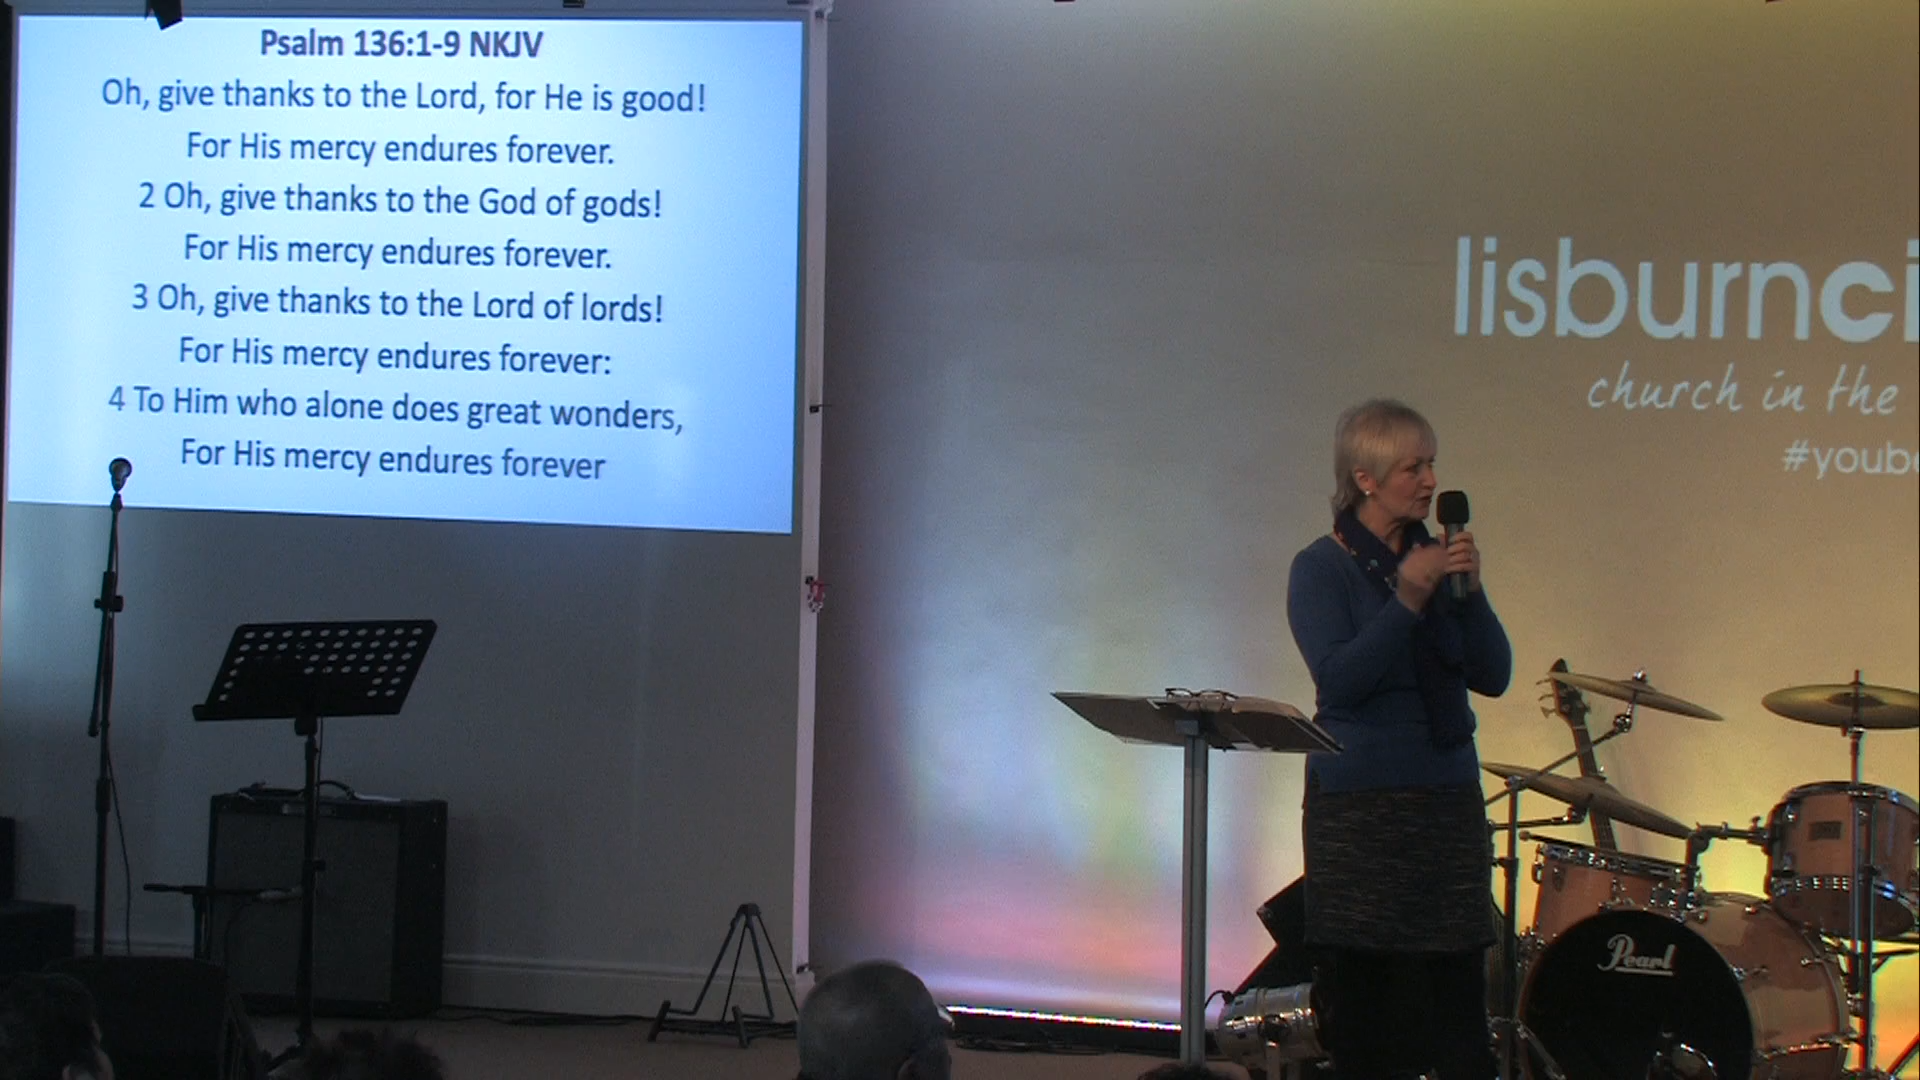 Psalm 136:1-9 NKJV
Oh, give thanks to the Lord, for He is good!
For His mercy endures forever.
2 Oh, give thanks to the God of gods!
For His mercy endures forever.
3 Oh, give thanks to the Lord of lords!
For His mercy endures forever:
4 To Him who alone does great wonders,
For His mercy endures forever
lisburnci
church in the
#youb
Pearl